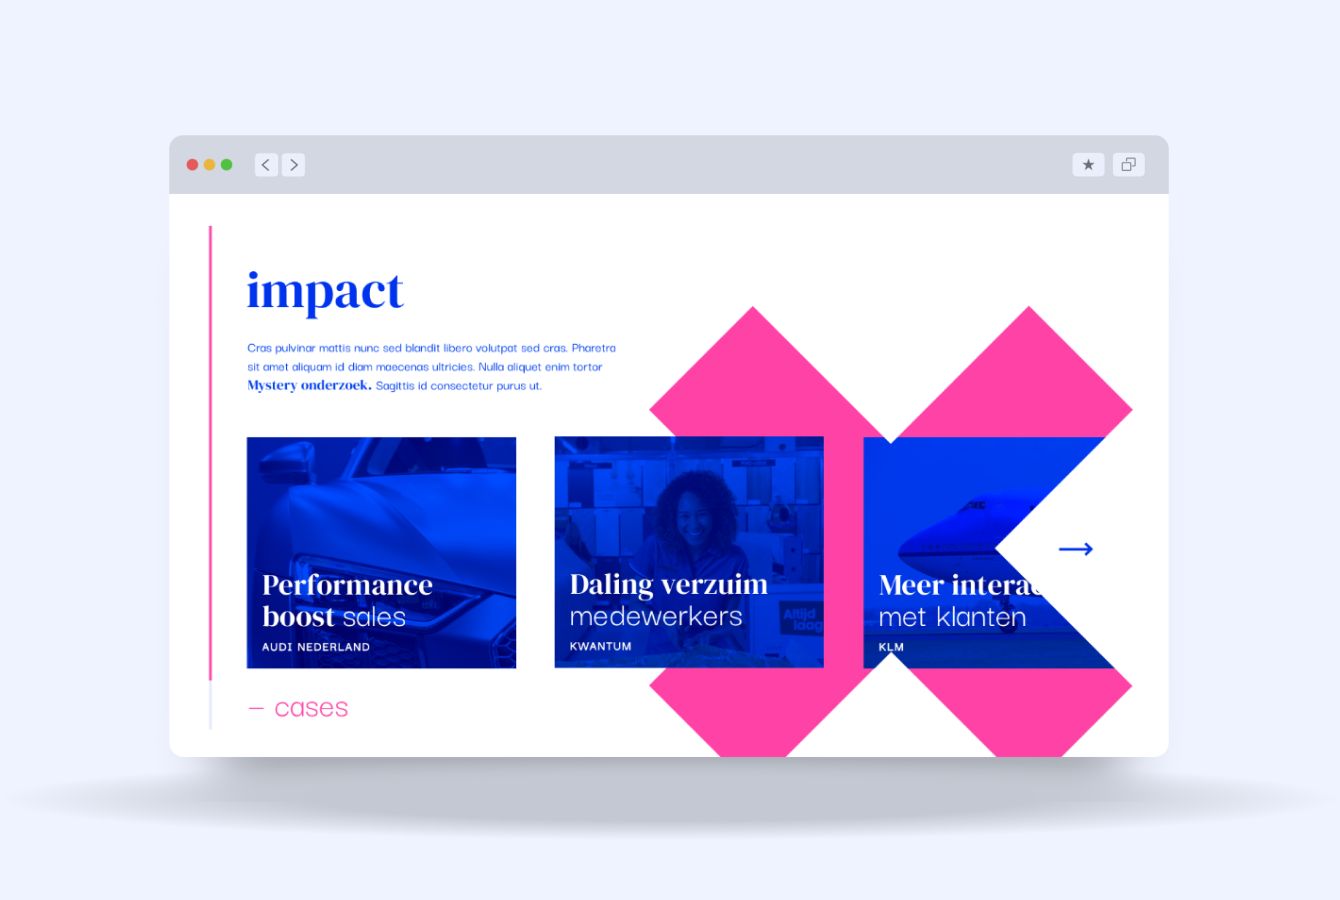 impact
Cras pulvinar mattis nunc sed blandit libero volutpat sed cras. Pharetra
sit amet aliquam id diam maecenas ultricies. Nulla aliquet enim tortor
Mystery onderzoek. Sagittis id consectetur purus ut.
Performance
boost sales
AUDI NEDERLAND
Altijd
laag
Daling verzuim
medewerkers
KWANTUM
Meer interac
met klanten
KLM
– cases